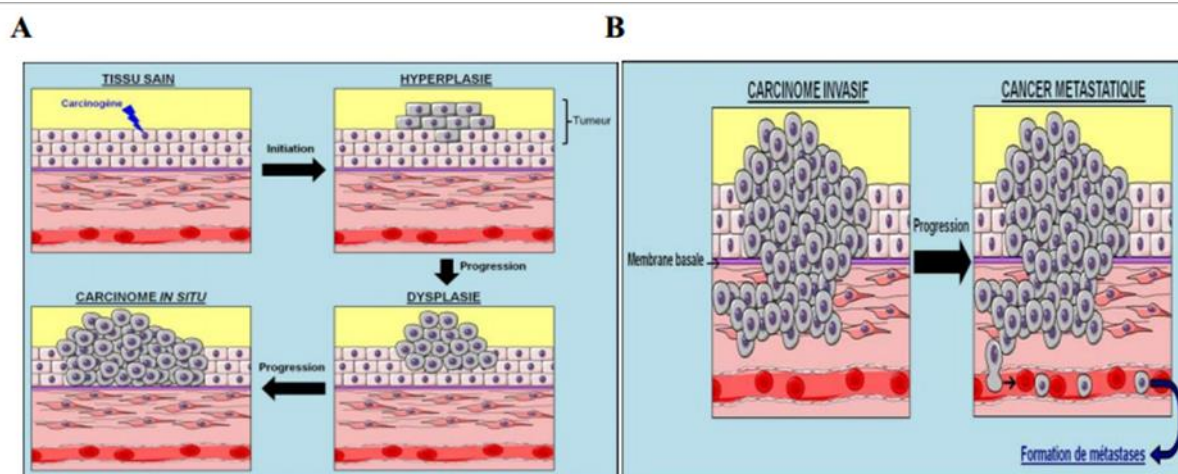 A
B
TISSU SAIN
HYPERPLASIE
Carcinogène
Tumeur
Initiation
Progression
CARCINOME IN SITU
DYSPLASIE
Progression
CARCINOME INVASIF
CANCER METASTATIQUE
Progression
Membrane basale
Formation de métastases